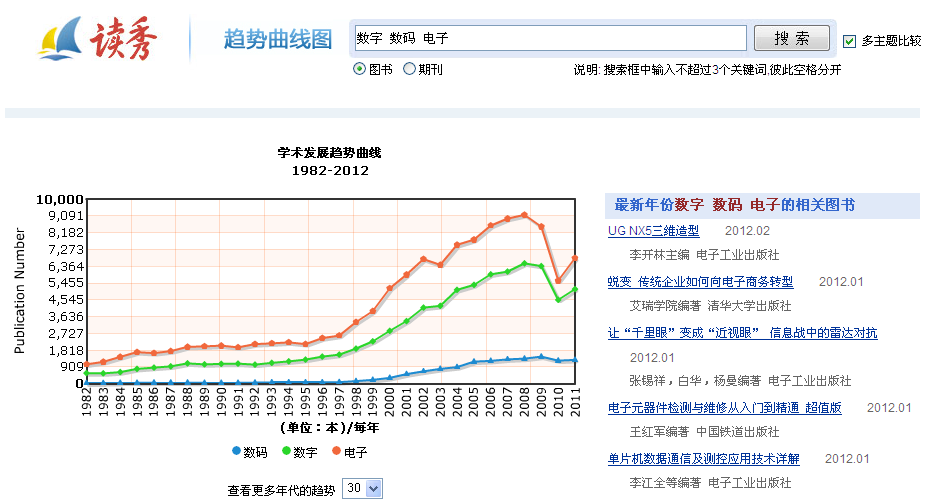 读秀
趋势曲线图
数字 数码 电子
搜 索
多主题比较
图书 期刊
说明: 搜索框中输入不超过3个关键词,彼此空格分开
学术发展趋势曲线
1982-2012
Publication Number
10,000
9,091
8,182
7,273
6,364
5,455
4,545
3,636
2,727
1,818
909
0
1982 1983 1984 1985 1986 1987 1988 1989 1990 1991 1992 1993 1994 1995 1996 1997 1998 1999 2000 2001 2002 2003 2004 2005 2006 2007 2008 2009 2010 2011
(单位：本)/每年
数码 数字 电子
查看更多年代的趋势 30
最新年份数字 数码 电子的相关图书
UG NX5三维造型 2012.02
李开林主编 电子工业出版社
蜕变 传统企业如何向电子商务转型 2012.01
艾瑞学院编著 清华大学出版社
让“千里眼”变成“近视眼” 信息战中的雷达对抗
2012.01
张锡祥，白华，杨曼编著 电子工业出版社
电子元器件检测与维修从入门到精通 超值版 2012.01
王红军编著 中国铁道出版社
单片机数据通信及测控应用技术详解 2012.01
李江全等编著 电子工业出版社